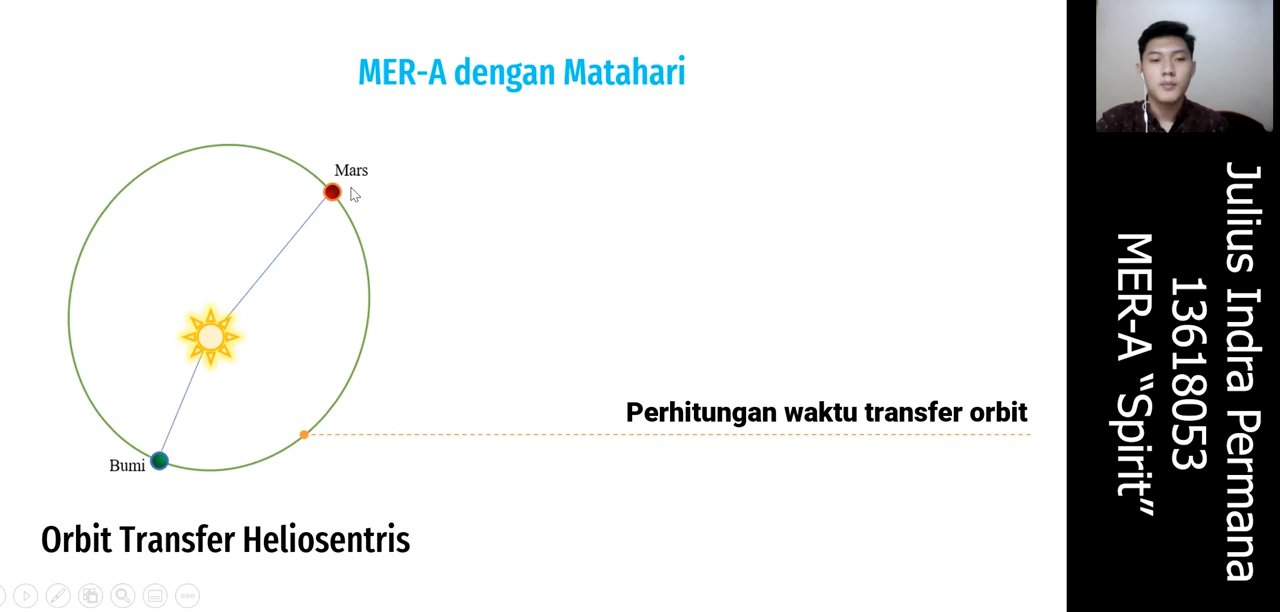 MER-A dengan Matahari
Mars
Bumi
Perhitungan waktu transfer orbit
Orbit Transfer Heliosentris
Julius Indra Permana
13618053
MER-A “Spirit”